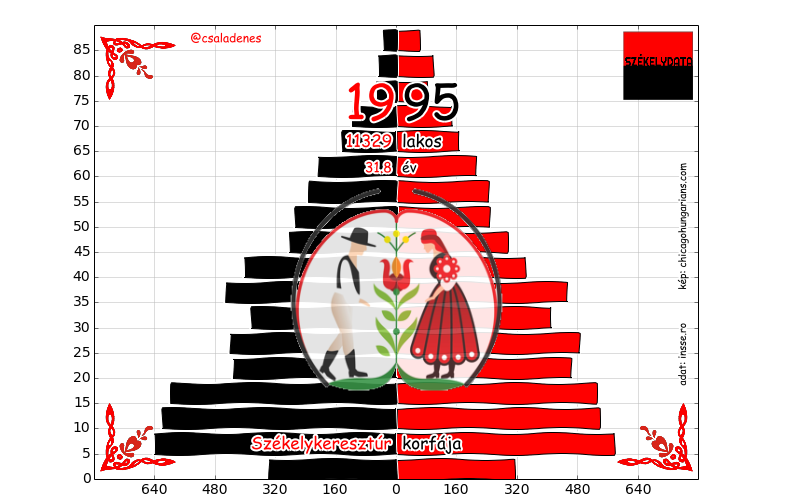 @csaladenes
SZÉKELYDATA
1995
11329 lakos
31.8 év
kép: chicagohungarians.com
adat: insse.ro
Székelykeresztúr korfája
85
80
75
70
65
60
55
50
45
40
35
30
25
20
15
10
5
0
640 480 320 160 0 160 320 480 640